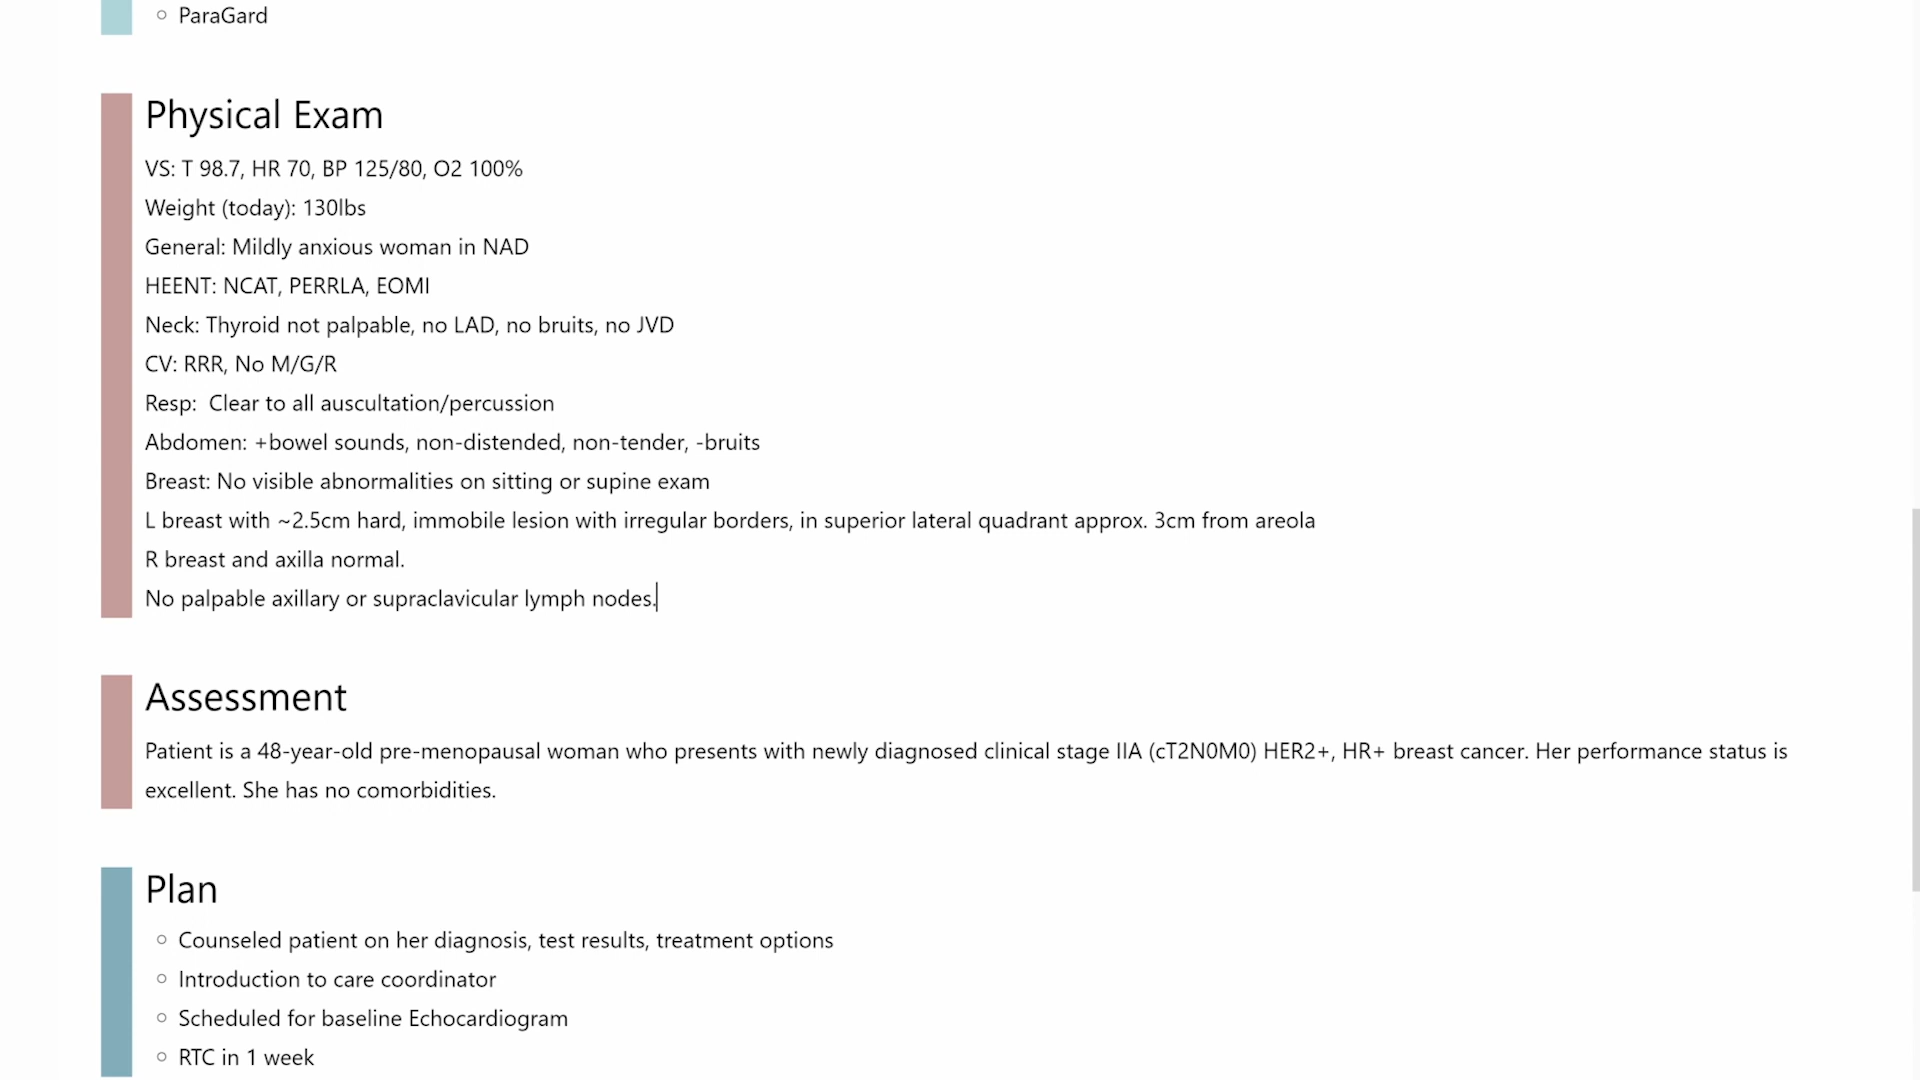 ParaGard
Physical Exam
VS: T 98.7, HR 70, BP 125/80, O2 100%
Weight (today): 130lbs
General: Mildly anxious woman in NAD
HEENT: NCAT, PERRLA, EOMI
Neck: Thyroid not palpable, no LAD, no bruits, no JVD
CV: RRR, No M/G/R
Resp:  Clear to all auscultation/percussion
Abdomen: +bowel sounds, non-distended, non-tender, -bruits
Breast: No visible abnormalities on sitting or supine exam
L breast with ~2.5cm hard, immobile lesion with irregular borders, in superior lateral quadrant approx. 3cm from areola
R breast and axilla normal.
No palpable axillary or supraclavicular lymph nodes.
Assessment
Patient is a 48-year-old pre-menopausal woman who presents with newly diagnosed clinical stage IIA (cT2N0M0) HER2+, HR+ breast cancer. Her performance status is
excellent. She has no comorbidities.
Plan
Counseled patient on her diagnosis, test results, treatment options
Introduction to care coordinator
Scheduled for baseline Echocardiogram
RTC in 1 week